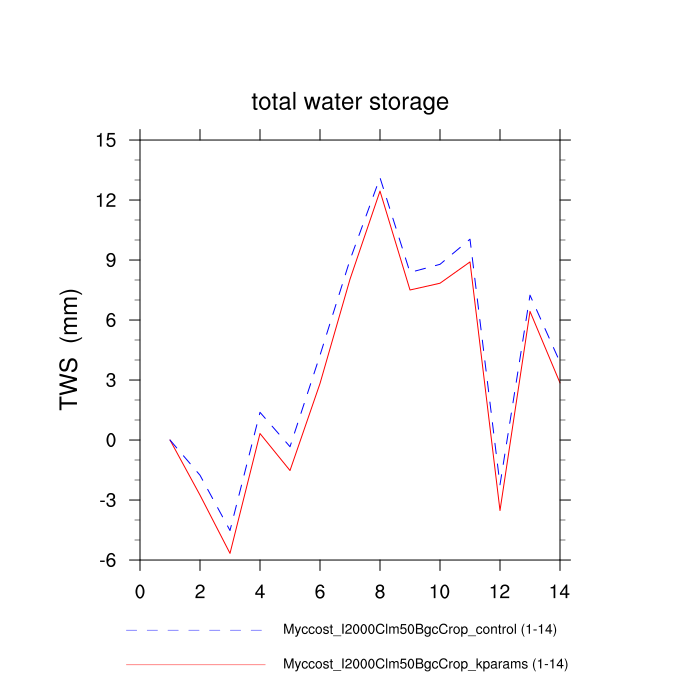 total water storage
TWS (mm)
15
12
9
6
3
0
-3
-6
0 2 4 6 8 10 12 14
Myccost_I2000Clm50BgcCrop_control (1-14)
Myccost_I2000Clm50BgcCrop_kparams (1-14)